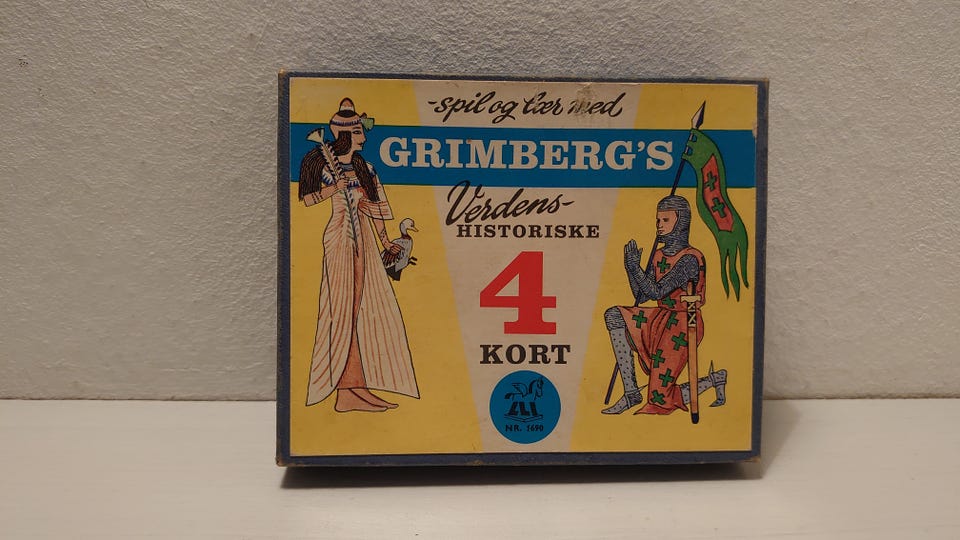 -spil og lær med
GRIMBERG'S
Verdens-
HISTORISKE
4
KORT
NR. 1690